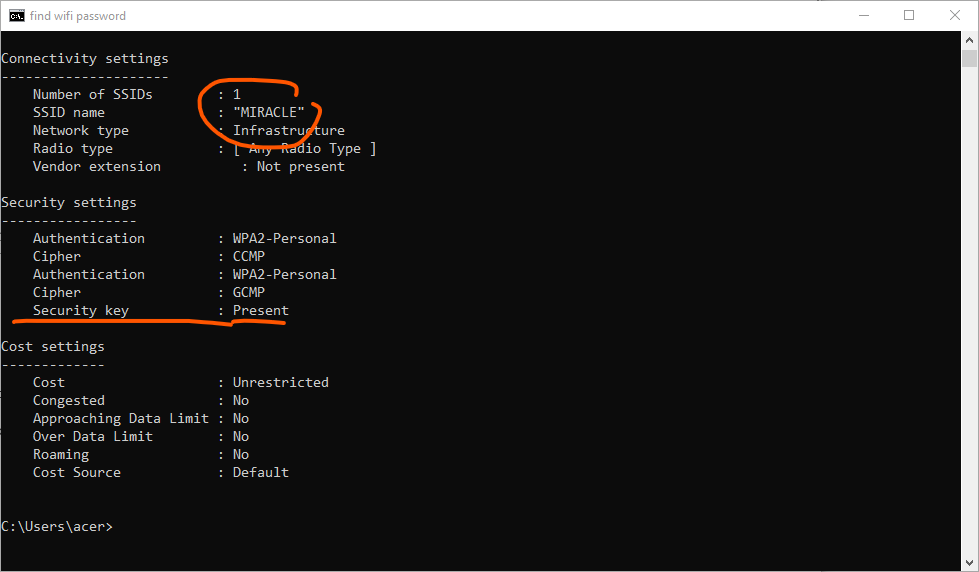 find wifi password
Connectivity settings
---------------------
Number of SSIDs : 1
SSID name : "MIRACLE"
Network type : Infrastructure
Radio type : [ Any Radio Type ]
Vendor extension : Not present
Security settings
-----------------
Authentication : WPA2-Personal
Cipher : CCMP
Authentication : WPA2-Personal
Cipher : GCMP
Security key : Present
Cost settings
-------------
Cost : Unrestricted
Congested : No
Approaching Data Limit : No
Over Data Limit : No
Roaming : No
Cost Source : Default
C:\Users\acer>